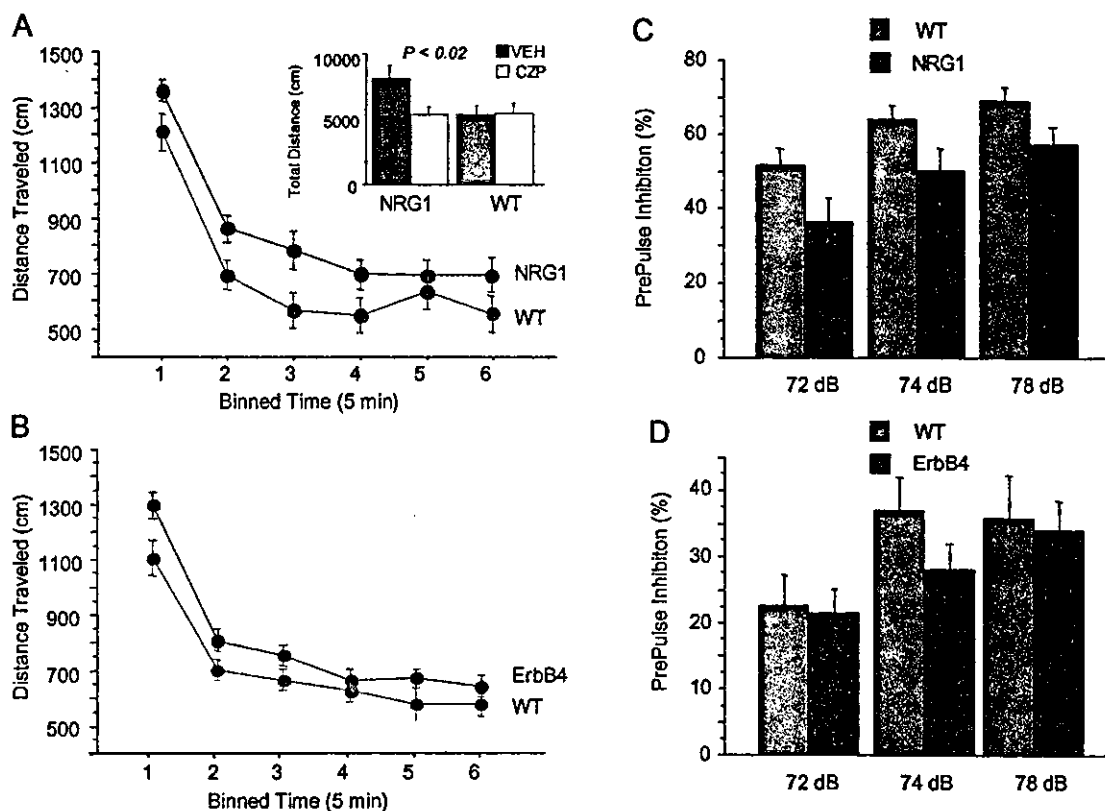 A
1500
1300
1100
900
700
500
Distance Traveled (cm)
1 2 3 4 5 6
Binned Time (5 min)
NRG1
WT
P < 0.02
VEH
CZP
10000
5000
0
Total Distance (cm)
NRG1 WT
B
1500
1300
1100
900
700
500
Distance Traveled (cm)
1 2 3 4 5 6
Binned Time (5 min)
ErbB4
WT
C
WT
NRG1
80
60
40
20
0
PrePulse Inhibition (%)
72 dB 74 dB 78 dB
D
WT
ErbB4
40
30
20
10
0
PrePulse Inhibiton (%)
72 dB 74 dB 78 dB